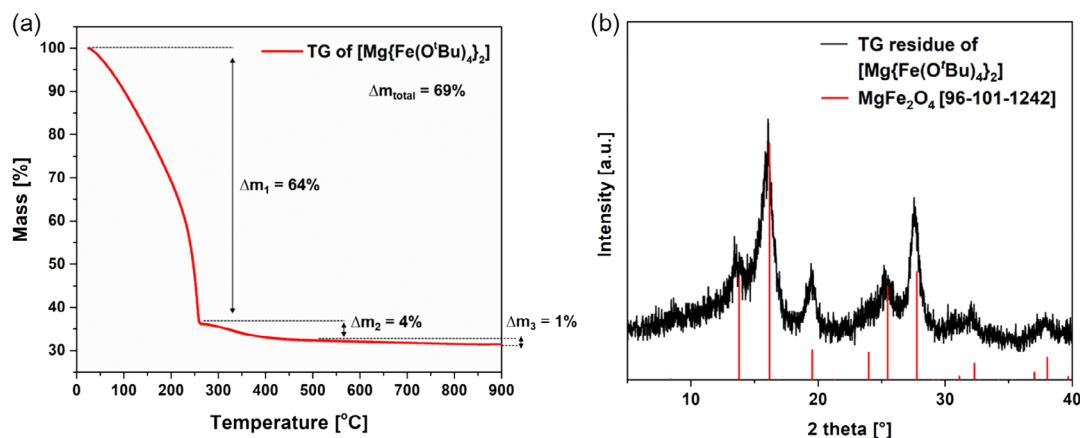 (a)
TG of [Mg{Fe(OᵗBu)₄}₂]
Δm_total = 69%
Δm₁ = 64%
Δm₂ = 4%
Δm₃ = 1%
100
90
80
70
60
50
40
30
Mass [%]
0 100 200 300 400 500 600 700 800 900
Temperature [°C]
(b)
TG residue of
[Mg{Fe(OᵗBu)₄}₂]
MgFe₂O₄ [96-101-1242]
Intensity [a.u.]
10 20 30 40
2 theta [°]